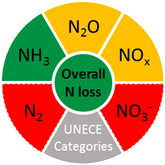 N₂O
NOₓ
NH₃
Overall
N loss
N₂
NO₃⁻
UNECE
Categories